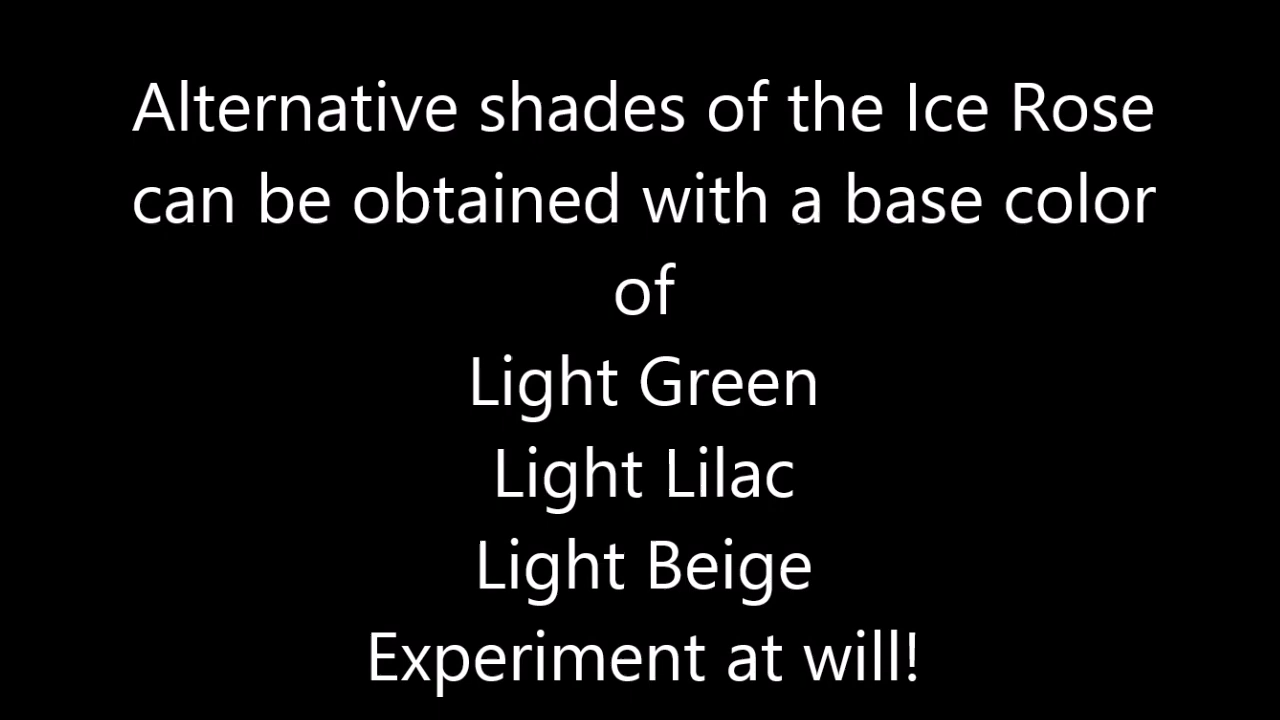 Alternative shades of the Ice Rose
can be obtained with a base color
of
Light Green
Light Lilac
Light Beige
Experiment at will!